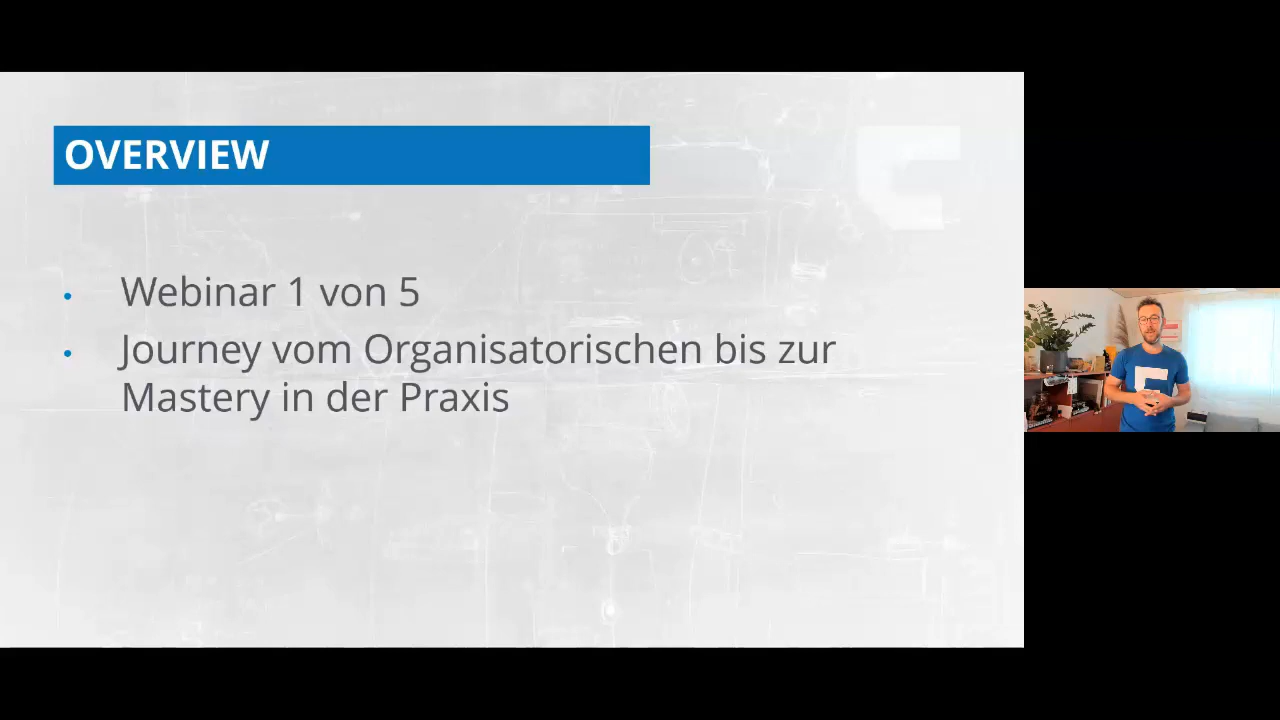 OVERVIEW
• Webinar 1 von 5
• Journey vom Organisatorischen bis zur
Mastery in der Praxis